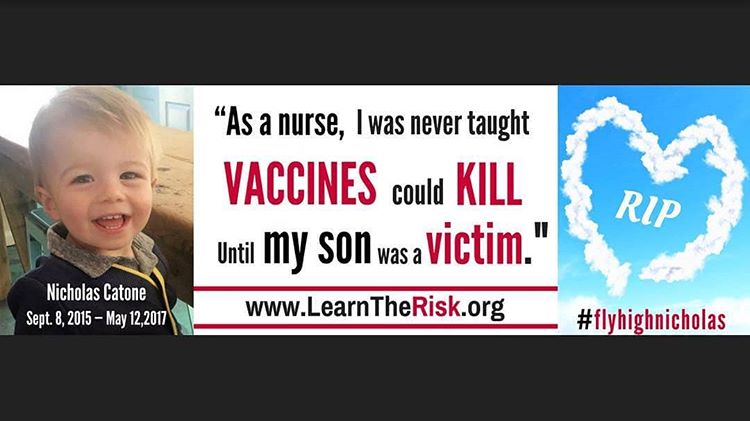 Nicholas Catone
Sept. 8, 2015 – May 12,2017
“As a nurse, I was never taught
VACCINES could KILL
Until my son was a victim."
www.LearnTheRisk.org
RIP
#flyhighnicholas